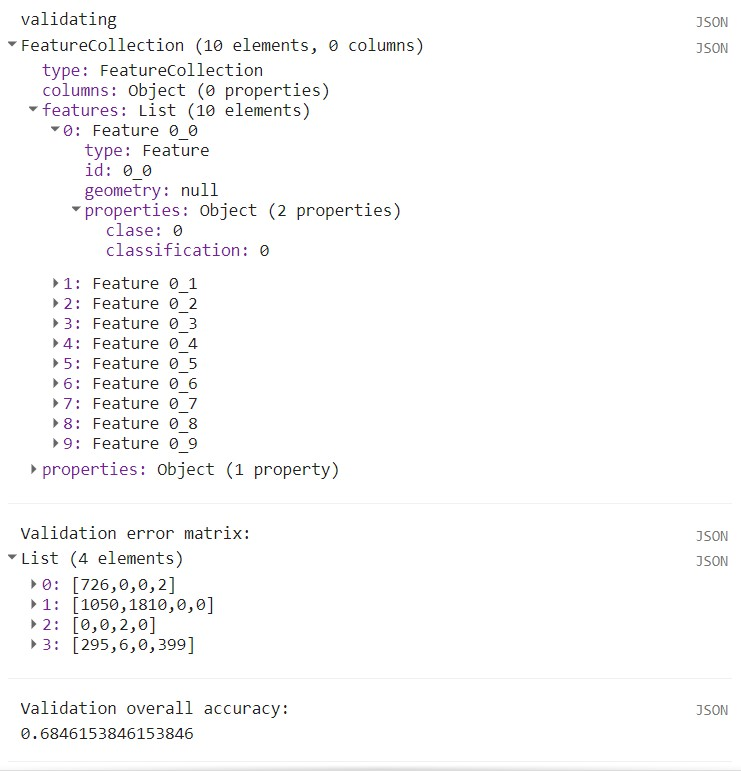 validating JSON
FeatureCollection (10 elements, 0 columns) JSON
type: FeatureCollection
columns: Object (0 properties)
features: List (10 elements)
0: Feature 0_0
type: Feature
id: 0_0
geometry: null
properties: Object (2 properties)
clase: 0
classification: 0
1: Feature 0_1
2: Feature 0_2
3: Feature 0_3
4: Feature 0_4
5: Feature 0_5
6: Feature 0_6
7: Feature 0_7
8: Feature 0_8
9: Feature 0_9
properties: Object (1 property)
Validation error matrix: JSON
List (4 elements) JSON
0: [726,0,0,2]
1: [1050,1810,0,0]
2: [0,0,2,0]
3: [295,6,0,399]
Validation overall accuracy: JSON
0.6846153846153846